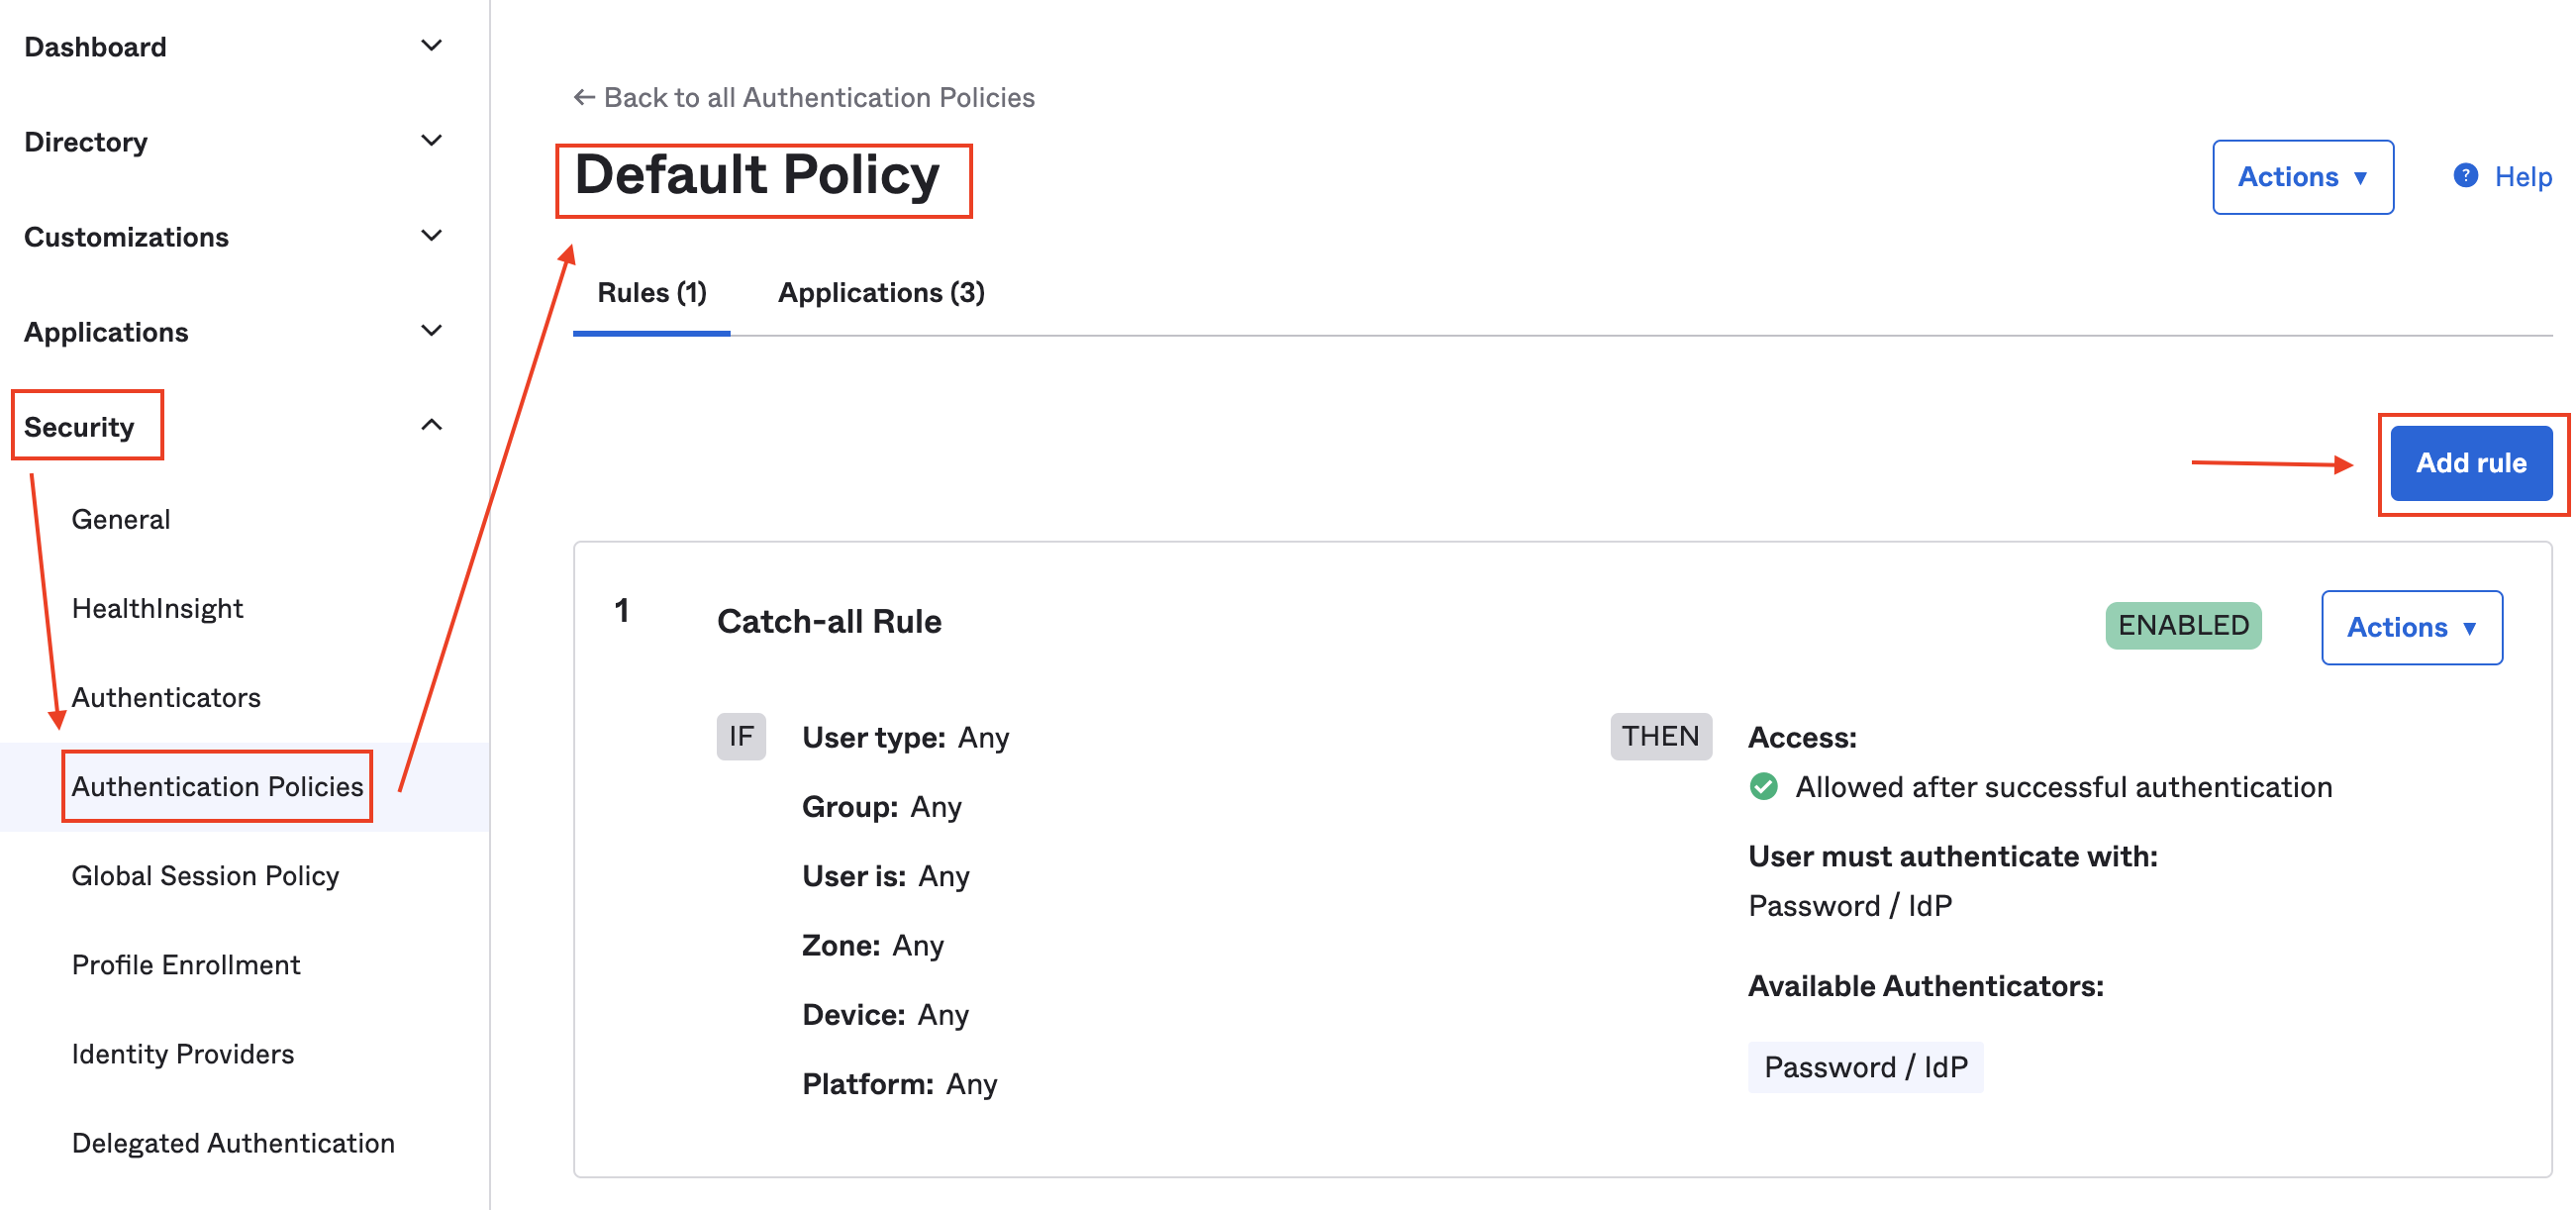 Dashboard
Directory
Customizations
Applications
Security
General
HealthInsight
Authenticators
Authentication Policies
Global Session Policy
Profile Enrollment
Identity Providers
Delegated Authentication
← Back to all Authentication Policies
Default Policy
Actions ▼
? Help
Rules (1)
Applications (3)
Add rule
1
Catch-all Rule
ENABLED
Actions ▼
IF
User type: Any
Group: Any
User is: Any
Zone: Any
Device: Any
Platform: Any
THEN
Access:
Allowed after successful authentication
User must authenticate with:
Password / IdP
Available Authenticators:
Password / IdP